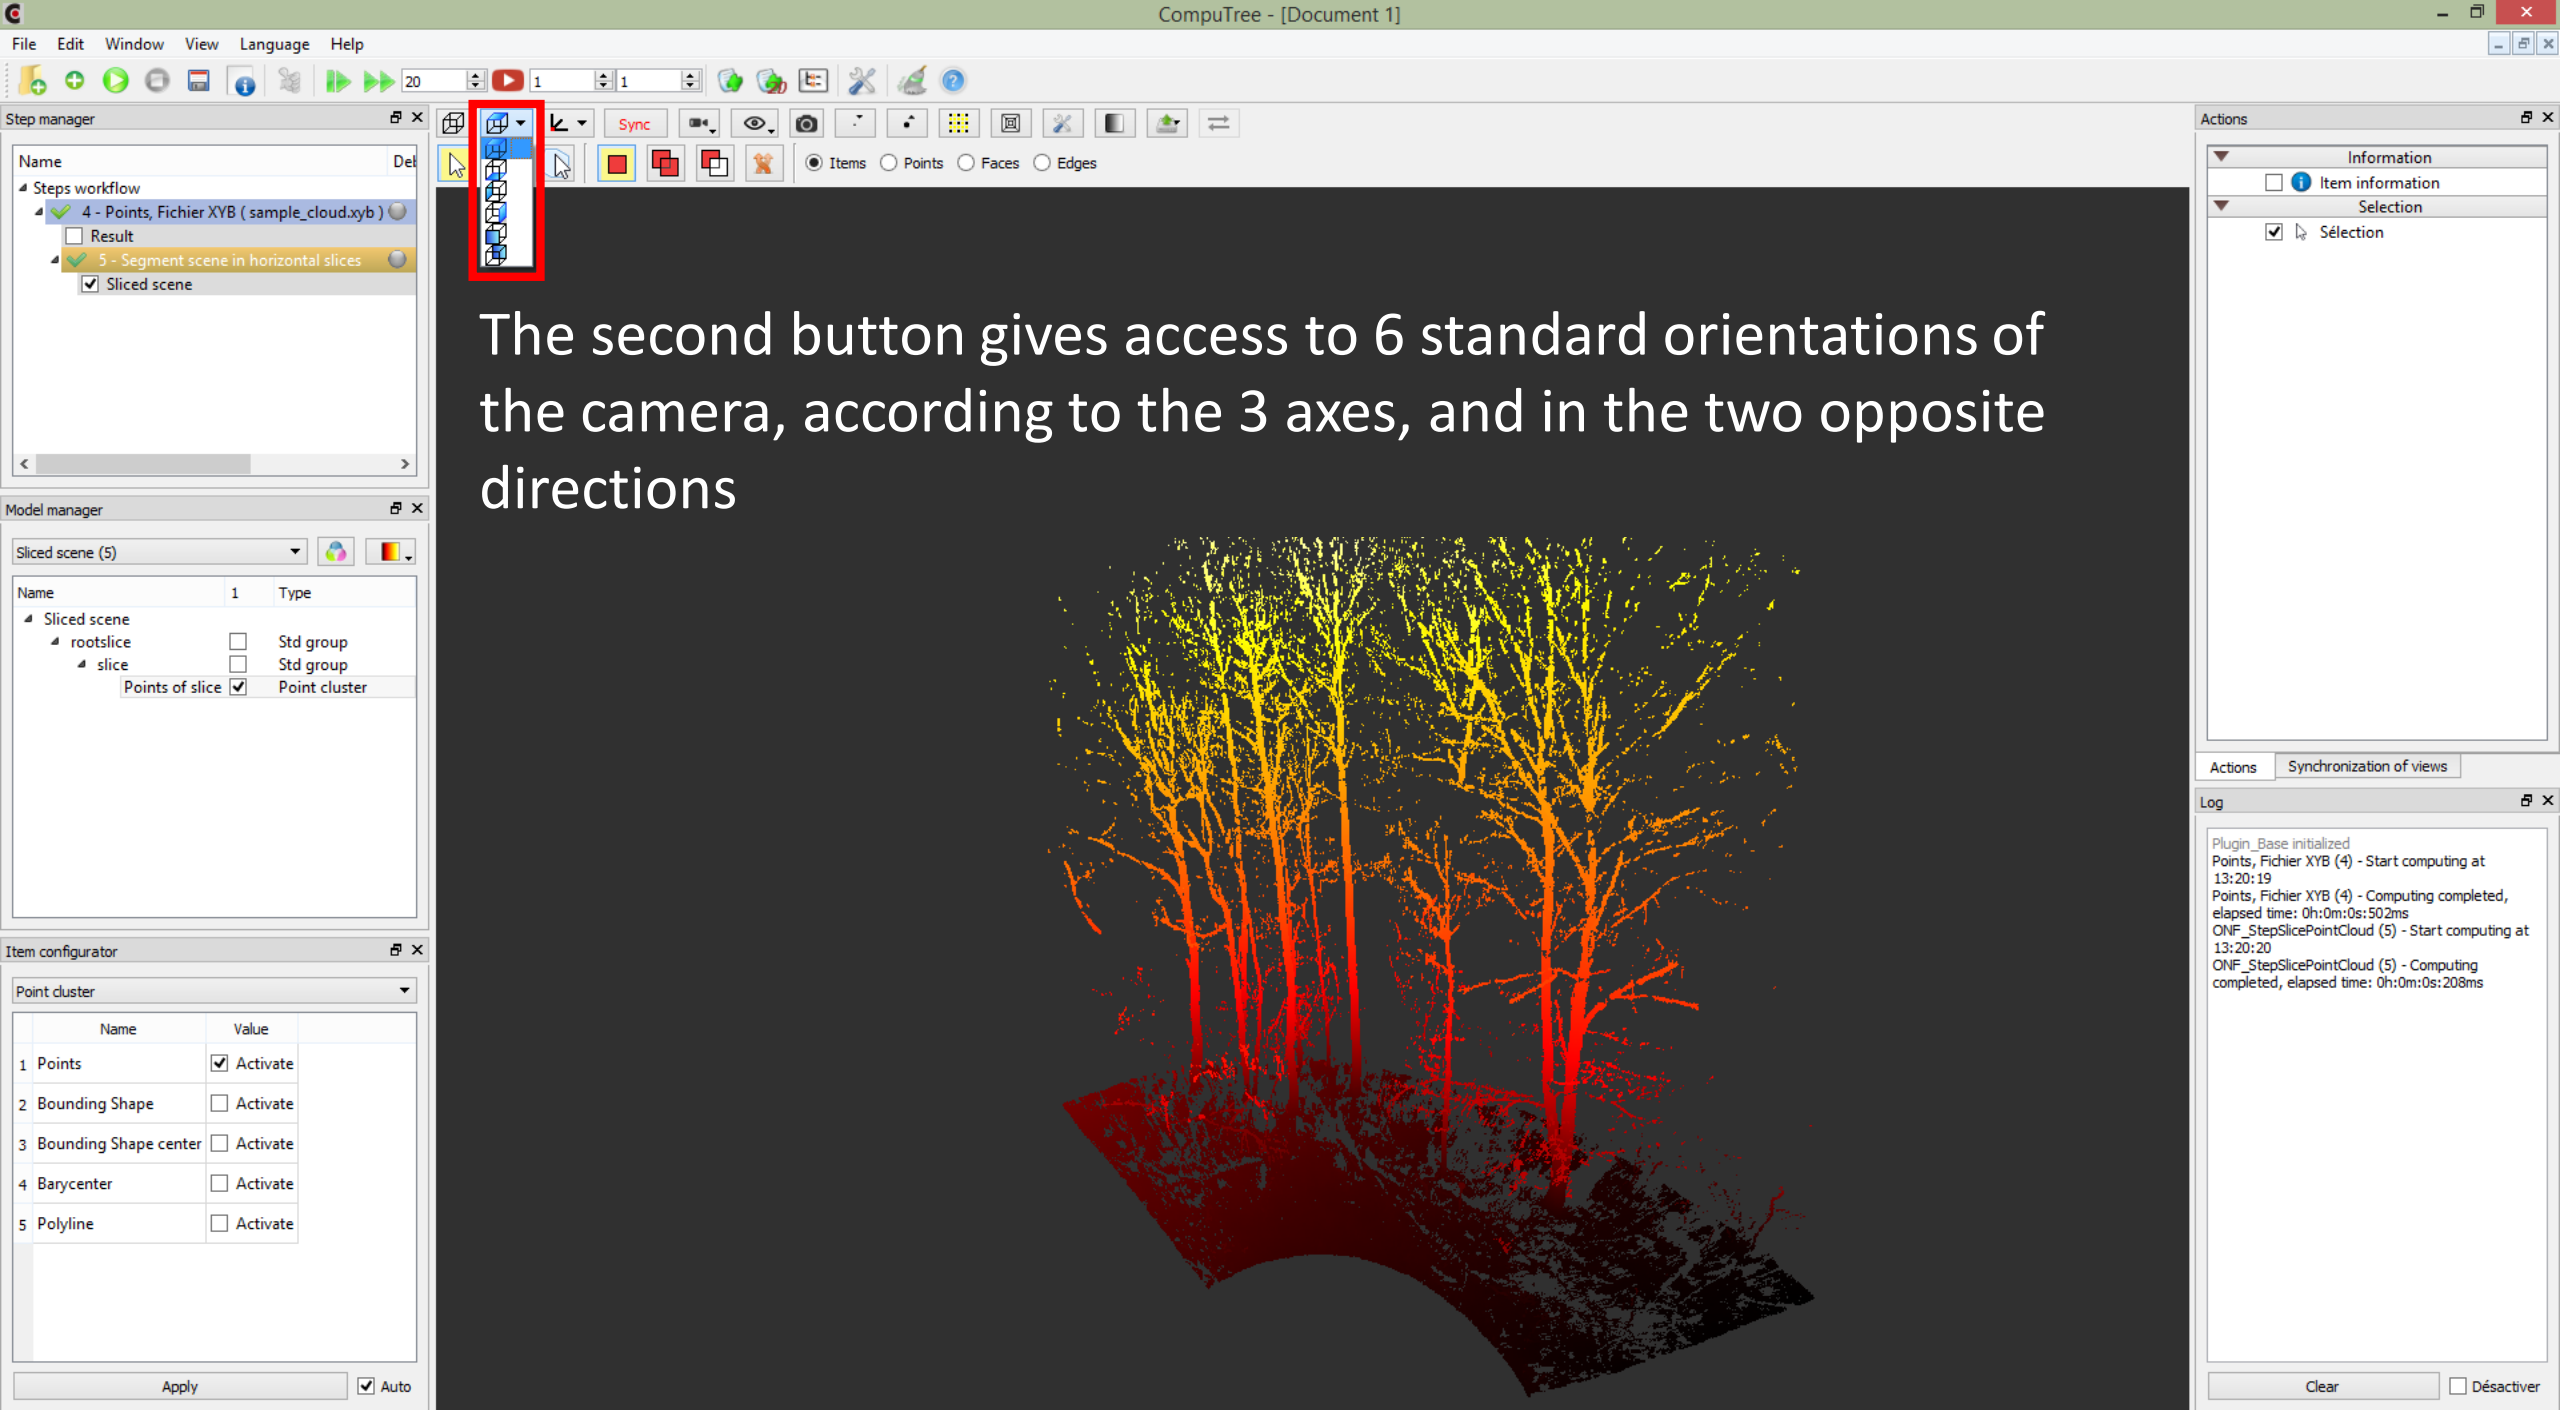 CompuTree - [Document 1]
File Edit Window View Language Help
20 1 1
Step manager
Name Del
Steps workflow
4 - Points, Fichier XYB ( sample_cloud.xyb )
Result
5 - Segment scene in horizontal slices
Sliced scene
Sync
Items Points Faces Edges
The second button gives access to 6 standard orientations of
the camera, according to the 3 axes, and in the two opposite
directions
Model manager
Sliced scene (5)
Name 1 Type
Sliced scene
rootslice Std group
slice Std group
Points of slice Point cluster
Item configurator
Point cluster
Name Value
1 Points Activate
2 Bounding Shape Activate
3 Bounding Shape center Activate
4 Barycenter Activate
5 Polyline Activate
Apply Auto
Actions
Information
Item information
Selection
Sélection
Actions Synchronization of views
Log
Plugin_Base initialized
Points, Fichier XYB (4) - Start computing at
13:20:19
Points, Fichier XYB (4) - Computing completed,
elapsed time: 0h:0m:0s:502ms
ONF_StepSlicePointCloud (5) - Start computing at
13:20:20
ONF_StepSlicePointCloud (5) - Computing
completed, elapsed time: 0h:0m:0s:208ms
Clear Désactiver